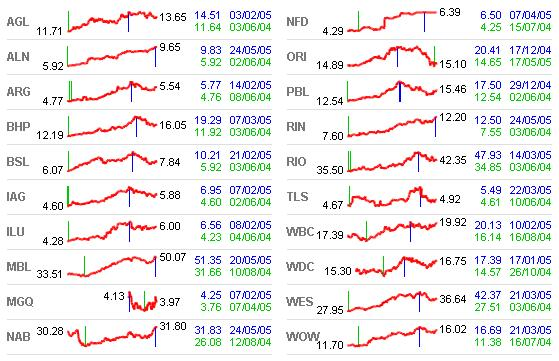 AGL 11.71 13.65 14.51 03/02/05
11.64 03/06/04
ALN 5.92 9.65 9.83 24/05/05
5.92 02/06/04
ARG 4.77 5.54 5.77 14/02/05
4.76 08/06/04
BHP 12.19 16.05 19.29 07/03/05
11.92 03/06/04
BSL 6.07 7.84 10.21 21/02/05
5.92 03/06/04
IAG 4.60 5.88 6.95 07/02/05
4.60 02/06/04
ILU 4.28 6.00 6.56 08/02/05
4.23 04/06/04
MBL 33.51 50.07 51.35 20/05/05
31.66 10/08/04
MGQ 4.13 3.97 4.25 07/02/05
3.76 07/04/05
NAB 30.28 31.80 31.83 24/05/05
26.08 12/08/04
NFD 4.29 6.39 6.50 07/04/05
4.25 15/07/04
ORI 14.89 15.10 20.41 17/12/04
14.65 17/05/05
PBL 12.54 15.46 17.50 29/12/04
12.54 02/06/04
RIN 7.60 12.20 12.50 24/05/05
7.55 03/06/04
RIO 35.50 42.35 47.93 14/03/05
34.85 03/06/04
TLS 4.67 4.92 5.49 22/03/05
4.61 10/06/04
WBC 17.39 19.92 20.13 10/02/05
16.14 16/08/04
WDC 15.30 16.75 17.39 17/01/05
14.57 26/10/04
WES 27.95 36.64 42.37 21/03/05
27.51 03/06/04
WOW 11.70 16.02 16.69 21/03/05
11.38 16/07/04